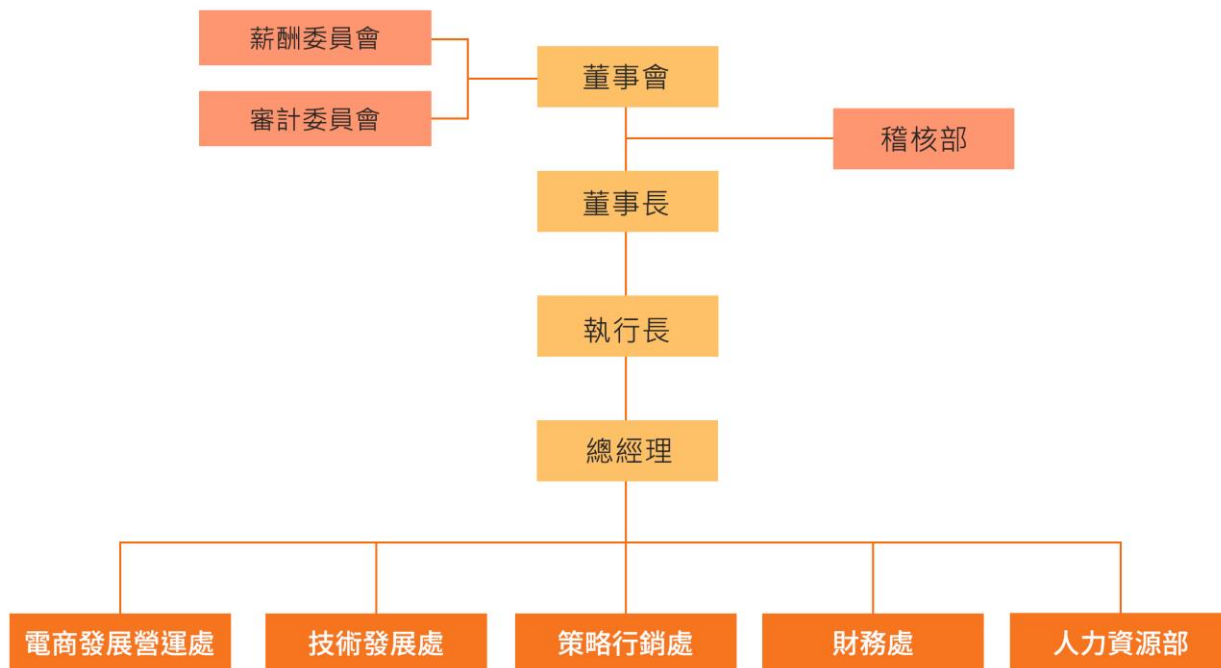 薪酬委員會
董事會
審計委員會
稽核部
董事長
執行長
總經理
電商發展營運處
技術發展處
策略行銷處
財務處
人力資源部